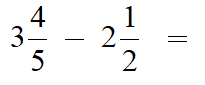 3 4/5 − 2 1/2 =